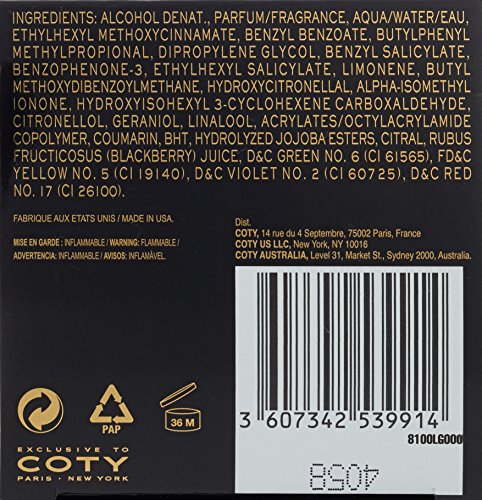 INGREDIENTS: ALCOHOL DENAT., PARFUM/FRAGRANCE, AQUA/WATER/EAU,
ETHYLHEXYL METHOXYCINNAMATE, BENZYL BENZOATE, BUTYLPHENYL
METHYLPROPIONAL, DIPROPYLENE GLYCOL, BENZYL SALICYLATE,
BENZOPHENONE-3, ETHYLHEXYL SALICYLATE, LIMONENE, BUTYL
METHOXYDIBENZOYLMETHANE, HYDROXYCITRONELLAL, ALPHA-ISOMETHYL
IONONE, HYDROXYISOHEXYL 3-CYCLOHEXENE CARBOXALDEHYDE,
CITRONELLOL, GERANIOL, LINALOOL, ACRYLATES/OCTYLACRYLAMIDE
COPOLYMER, COUMARIN, BHT, HYDROLYZED JOJOBA ESTERS, CITRAL, RUBUS
FRUCTICOSUS (BLACKBERRY) JUICE, D&C GREEN NO. 6 (CI 61565), FD&C
YELLOW NO. 5 (CI 19140), D&C VIOLET NO. 2 (CI 60725), D&C RED
NO. 17 (CI 26100).
FABRIQUE AUX ETATS UNIS / MADE IN USA.
MISE EN GARDE : INFLAMMABLE / WARNING: FLAMMABLE /
ADVERTENCIA: INFLAMMABLE / AVISOS: INFLAMÁVEL.
Dist.
COTY, 14 rue du 4 Septembre, 75002 Paris, France
COTY US LLC, New York, NY 10016
COTY AUSTRALIA, Level 31, Market St., Sydney 2000, Australia.
PAP
36 M
3 607342 539914
8100LG000
4058
EXCLUSIVE TO
COTY
PARIS · NEW YORK